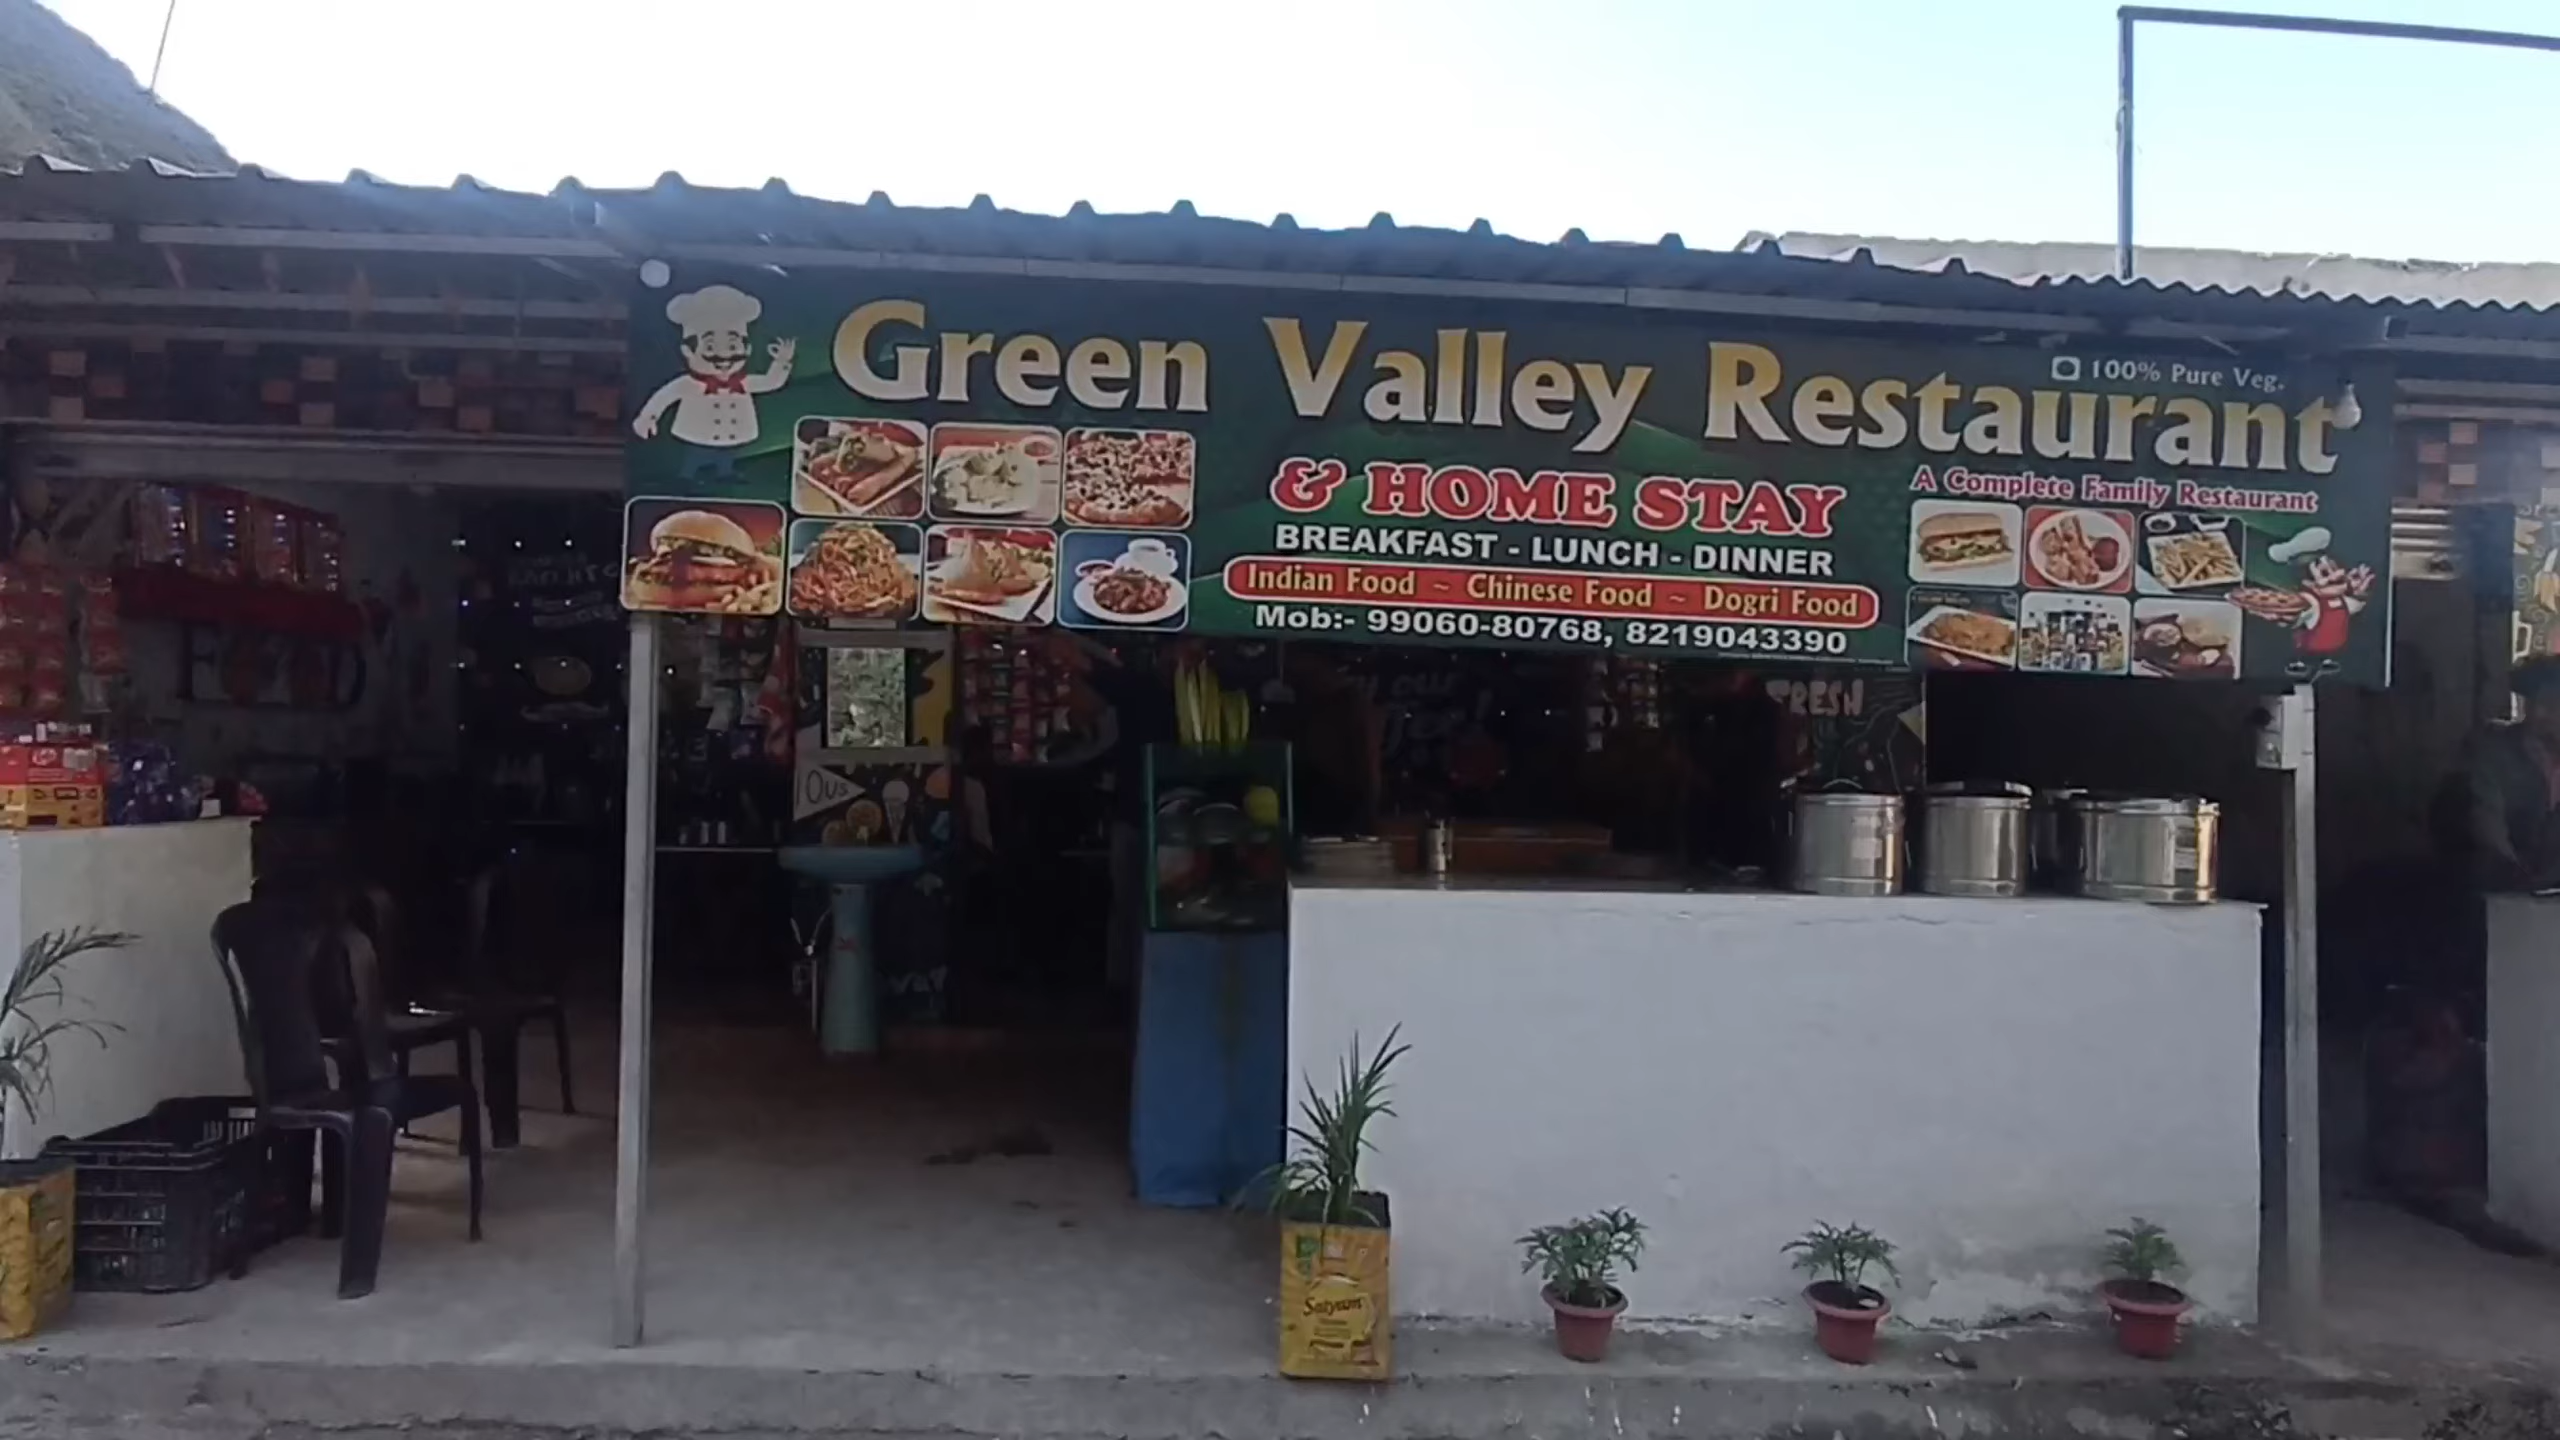 Green Valley Restaurant
100% Pure Veg.
& HOME STAY
A Complete Family Restaurant
BREAKFAST - LUNCH - DINNER
Indian Food ~ Chinese Food ~ Dogri Food
Mob:- 99060-80768, 8219043390
FRESH
Satyam